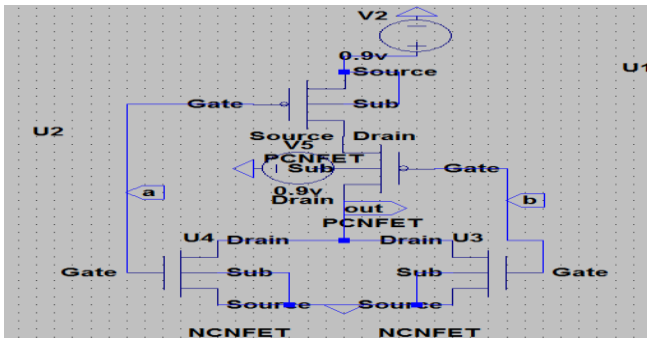 V2
0.9v
Source
U1
Gate
Sub
U2
Source Drain
V5
PCNFET
Sub
Gate
0.9v
Drain
a
b
out
PCNFET
U4 Drain Drain U3
Gate Sub Sub Gate
Source Source
NCNFET NCNFET